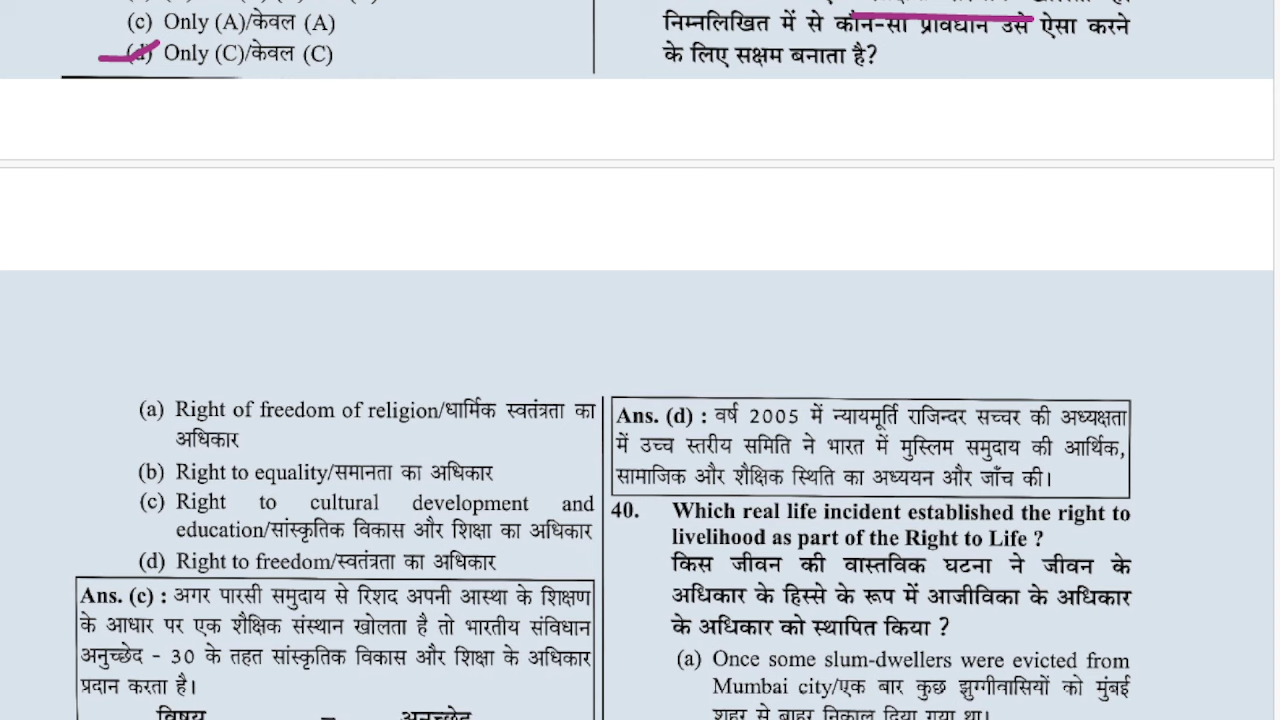 (c) Only (A)/केवल (A)
(d) Only (C)/केवल (C)
निम्नलिखित में से कौन-सा प्रावधान उसे ऐसा करने
के लिए सक्षम बनाता है?
(a) Right of freedom of religion/धार्मिक स्वतंत्रता का
अधिकार
(b) Right to equality/समानता का अधिकार
(c) Right to cultural development and
education/सांस्कृतिक विकास और शिक्षा का अधिकार
(d) Right to freedom/स्वतंत्रता का अधिकार
Ans. (c) : अगर पारसी समुदाय से रिशद अपनी आस्था के शिक्षण
के आधार पर एक शैक्षिक संस्थान खोलता है तो भारतीय संविधान
अनुच्छेद - 30 के तहत सांस्कृतिक विकास और शिक्षा के अधिकार
प्रदान करता है।
विषय – अनुच्छेद
Ans. (d) : वर्ष 2005 में न्यायमूर्ति राजिन्दर सच्चर की अध्यक्षता
में उच्च स्तरीय समिति ने भारत में मुस्लिम समुदाय की आर्थिक,
सामाजिक और शैक्षिक स्थिति का अध्ययन और जाँच की।
40. Which real life incident established the right to
livelihood as part of the Right to Life ?
किस जीवन की वास्तविक घटना ने जीवन के
अधिकार के हिस्से के रूप में आजीविका के अधिकार
के अधिकार को स्थापित किया ?
(a) Once some slum-dwellers were evicted from
Mumbai city/एक बार कुछ झुग्गीवासियों को मुंबई
शहर से बाहर निकाल दिया गया था।